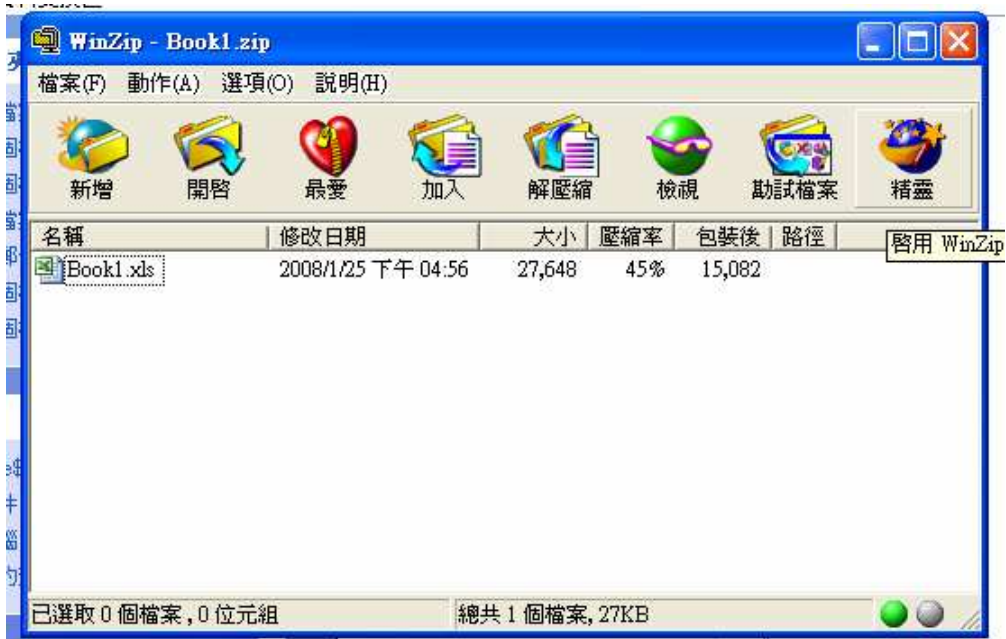 WinZip - Book1.zip
檔案(F) 動作(A) 選項(O) 說明(H)
新增 開啓 最愛 加入 解壓縮 檢視 勘試檔案 精靈
名稱 修改日期 大小 壓縮率 包裝後 路徑
啓用 WinZip
Book1.xls 2008/1/25 下午 04:56 27,648 45% 15,082
已選取 0 個檔案 , 0 位元組 總共 1 個檔案, 27KB